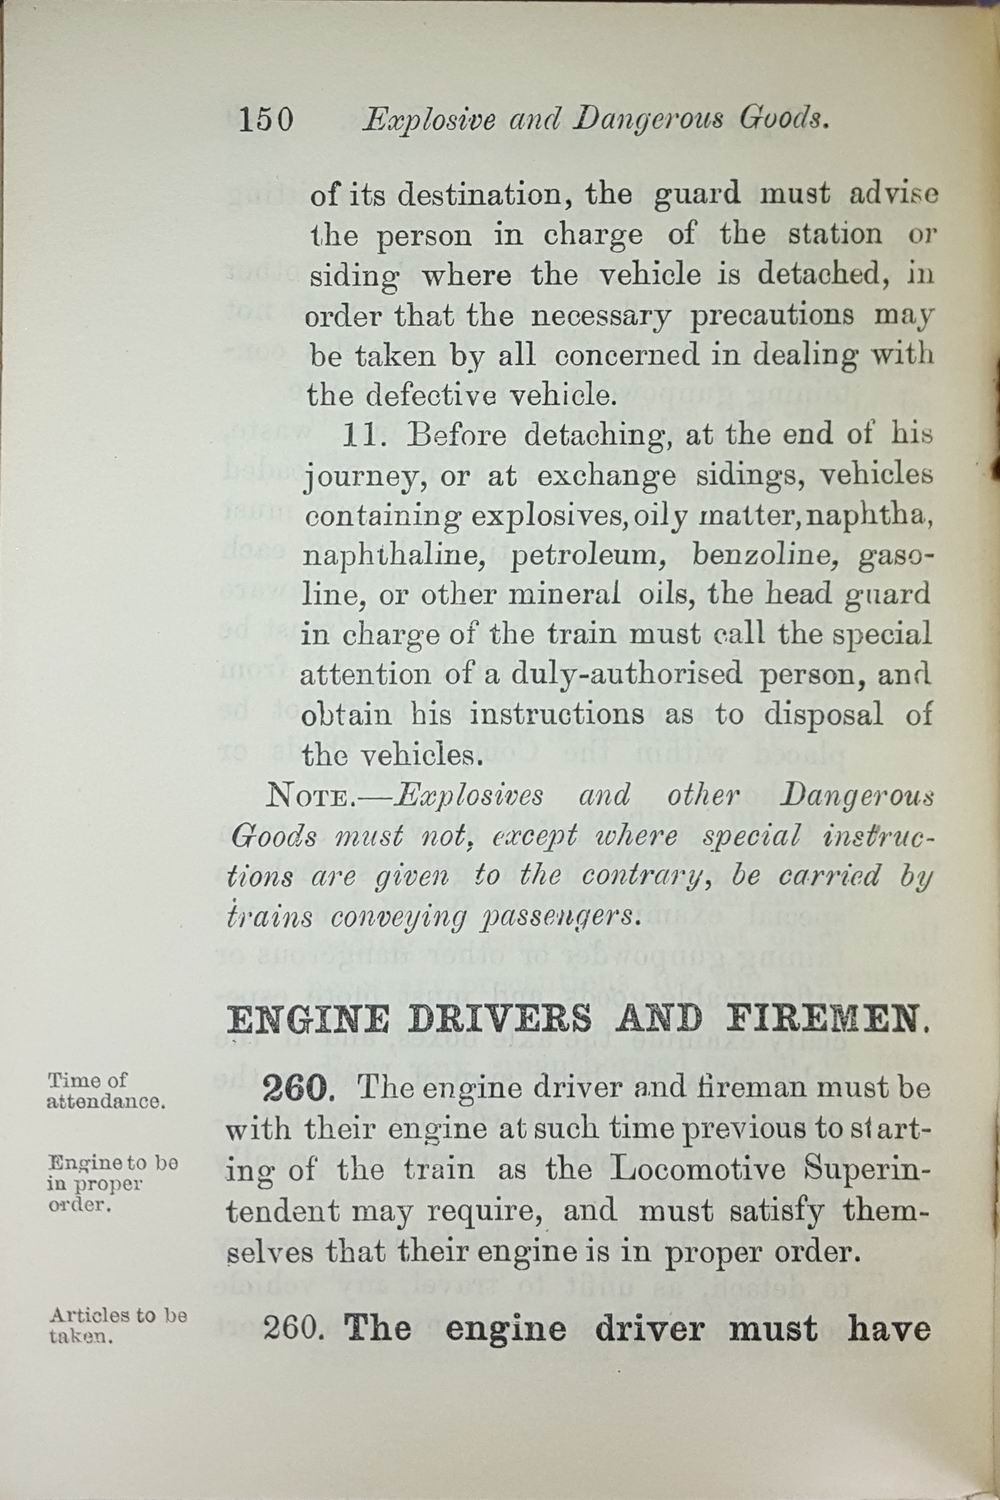 150 Explosive and Dangerous Goods.
of its destination, the guard must advise
the person in charge of the station or
siding where the vehicle is detached, in
order that the necessary precautions may
be taken by all concerned in dealing with
the defective vehicle.
11. Before detaching, at the end of his
journey, or at exchange sidings, vehicles
containing explosives, oily matter, naphtha,
naphthaline, petroleum, benzoline, gaso-
line, or other mineral oils, the head guard
in charge of the train must call the special
attention of a duly-authorised person, and
obtain his instructions as to disposal of
the vehicles.
NOTE.—Explosives and other Dangerous
Goods must not, except where special instruc-
tions are given to the contrary, be carried by
trains conveying passengers.
ENGINE DRIVERS AND FIREMEN.
Time of
attendance.
260. The engine driver and fireman must be
with their engine at such time previous to start-
Engine to be
in proper
order.
ing of the train as the Locomotive Superin-
tendent may require, and must satisfy them-
selves that their engine is in proper order.
Articles to be
taken.
260. The engine driver must have